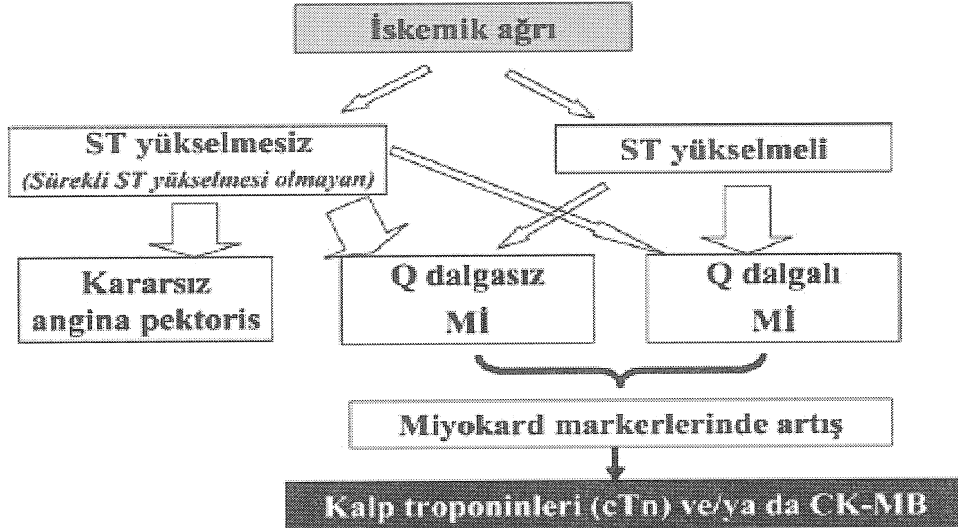 İskemik ağrı
ST yükselmesiz
(Sürekli ST yükselmesi olmayan)
ST yükselmeli
Kararsız
angina pektoris
Q dalgasız
Mİ
Q dalgalı
Mİ
Miyokard markerlerinde artış
Kalp troponinleri (cTn) ve/ya da CK-MB